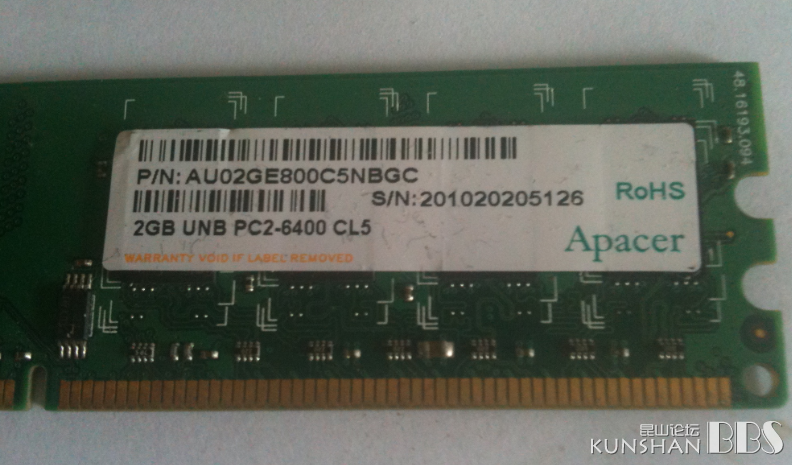 48.16193.094
P/N: AU02GE800C5NBGC
S/N: 201020205126
RoHS
2GB UNB PC2-6400 CL5
Apacer
WARRANTY VOID IF LABEL REMOVED
昆山论坛
KUNSHAN BBS